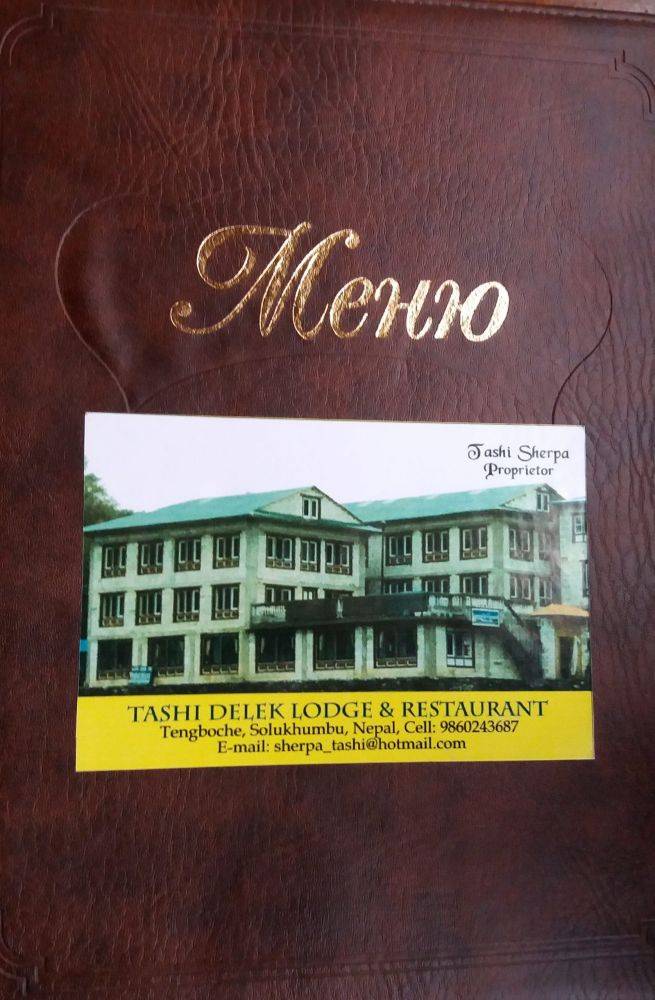 Меню
Tashi Sherpa
Proprietor
TASHI DELEK LODGE & RESTAURANT
Tengboche, Solukhumbu, Nepal, Cell: 9860243687
E-mail: sherpa_tashi@hotmail.com